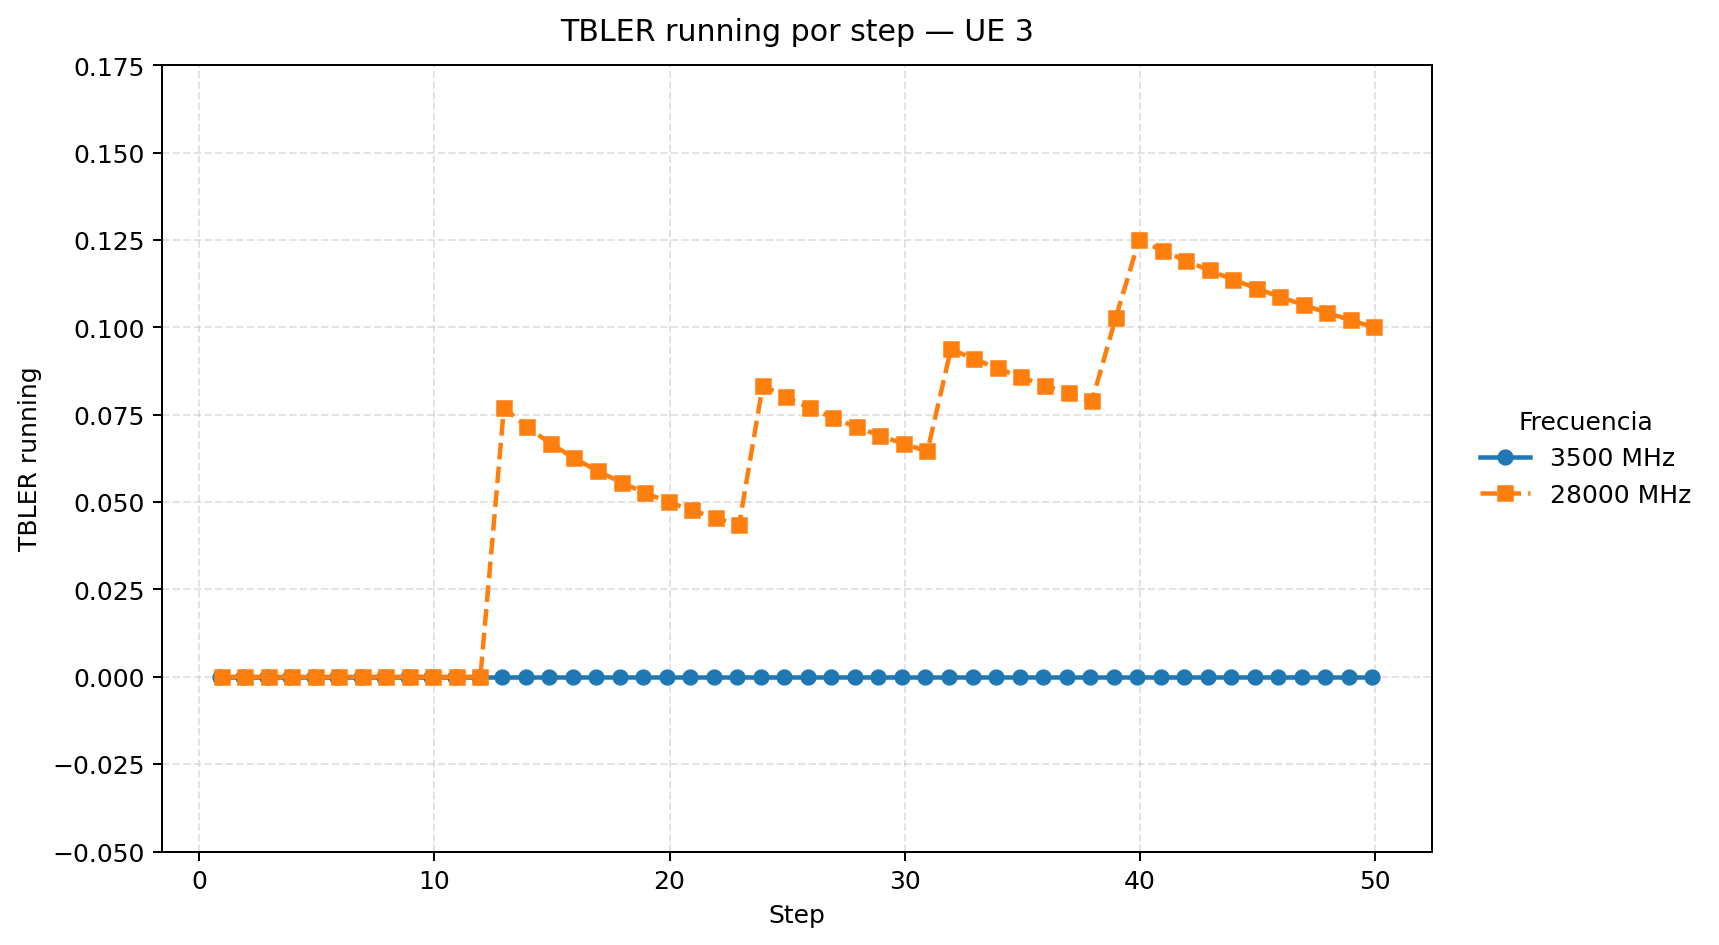 TBLER running por step — UE 3
0.175
0.150
0.125
0.100
0.075
0.050
0.025
0.000
−0.025
−0.050
TBLER running
0 10 20 30 40 50
Step
Frecuencia
3500 MHz
28000 MHz